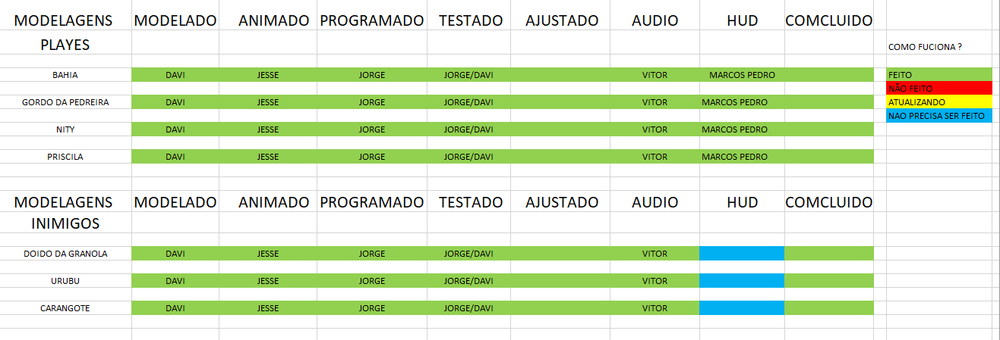 MODELAGENS MODELADO ANIMADO PROGRAMADO TESTADO AJUSTADO AUDIO HUD COMCLUIDO
PLAYES COMO FUCIONA ?
BAHIA DAVI JESSE JORGE JORGE/DAVI VITOR MARCOS PEDRO FEITO
NÃO FEITO
GORDO DA PEDREIRA DAVI JESSE JORGE JORGE/DAVI VITOR MARCOS PEDRO ATUALIZANDO
NAO PRECISA SER FEITO
NITY DAVI JESSE JORGE JORGE/DAVI VITOR MARCOS PEDRO
PRISCILA DAVI JESSE JORGE JORGE/DAVI VITOR MARCOS PEDRO
MODELAGENS MODELADO ANIMADO PROGRAMADO TESTADO AJUSTADO AUDIO HUD COMCLUIDO
INIMIGOS
DOIDO DA GRANOLA DAVI JESSE JORGE JORGE/DAVI VITOR
URUBU DAVI JESSE JORGE JORGE/DAVI VITOR
CARANGOTE DAVI JESSE JORGE JORGE/DAVI VITOR